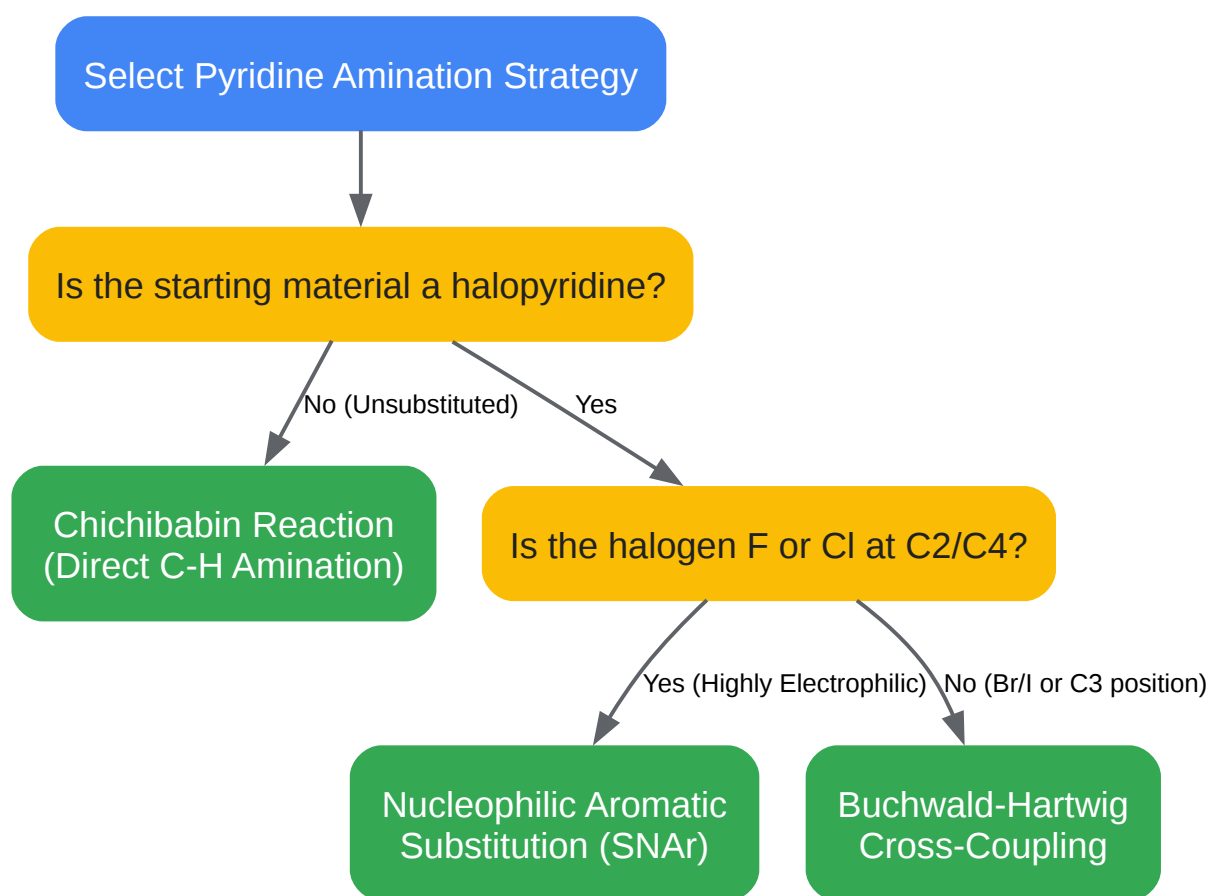 Select Pyridine Amination Strategy
Is the starting material a halopyridine?
No (Unsubstituted)
Yes
Chichibabin Reaction
(Direct C-H Amination)
Is the halogen F or Cl at C2/C4?
Yes (Highly Electrophilic)
No (Br/I or C3 position)
Nucleophilic Aromatic
Substitution (SNAr)
Buchwald-Hartwig
Cross-Coupling